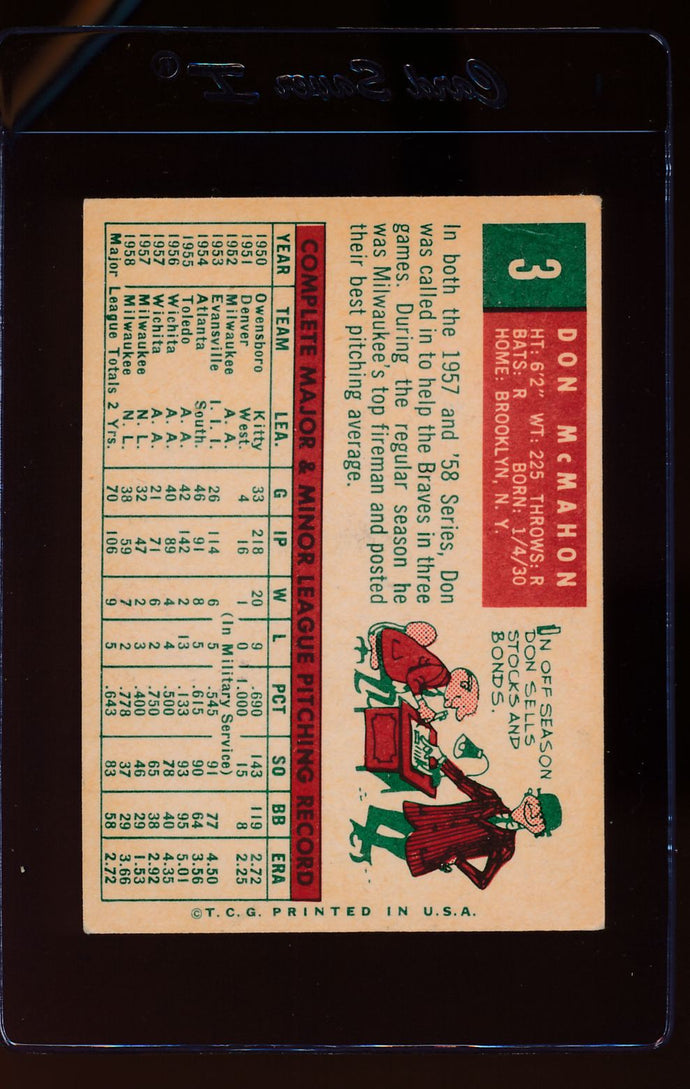 Card Saver I®
3
DON McMAHON
HT: 6'2" WT: 225 THROWS: R
BATS: R BORN: 1/4/30
HOME: BROOKLYN, N. Y.
IN OFF SEASON
DON SELLS
STOCKS AND
BONDS.
In both the 1957 and '58 Series, Don
was called in to help the Braves in three
games. During the regular season he
was Milwaukee's top fireman and posted
their best pitching average.
COMPLETE MAJOR & MINOR LEAGUE PITCHING RECORD
YEAR TEAM LEA. G IP W L PCT SO BB ERA
1950 Owensboro Kitty 33 218 20 9 .690 143 119 2.72
1951 Denver West. 4 16 1 0 1.000 15 8 2.25
1952 Milwaukee A. A. (In Military Service)
1953 Evansville I. I. I. 26 114 6 5 .545 91 77 4.50
1954 Atlanta South. 46 91 8 5 .615 90 64 3.56
1955 Toledo A. A. 42 142 2 13 .133 93 95 5.01
1956 Wichita A. A. 40 89 4 4 .500 78 40 4.35
1957 Wichita A. A. 21 71 6 2 .750 65 38 2.92
1957 Milwaukee N. L. 32 47 2 3 .400 46 29 1.53
1958 Milwaukee N. L. 38 59 7 2 .778 37 29 3.66
Major League Totals 2 Yrs. 70 106 9 5 .643 83 58 2.72
©T.C.G. PRINTED IN U.S.A.